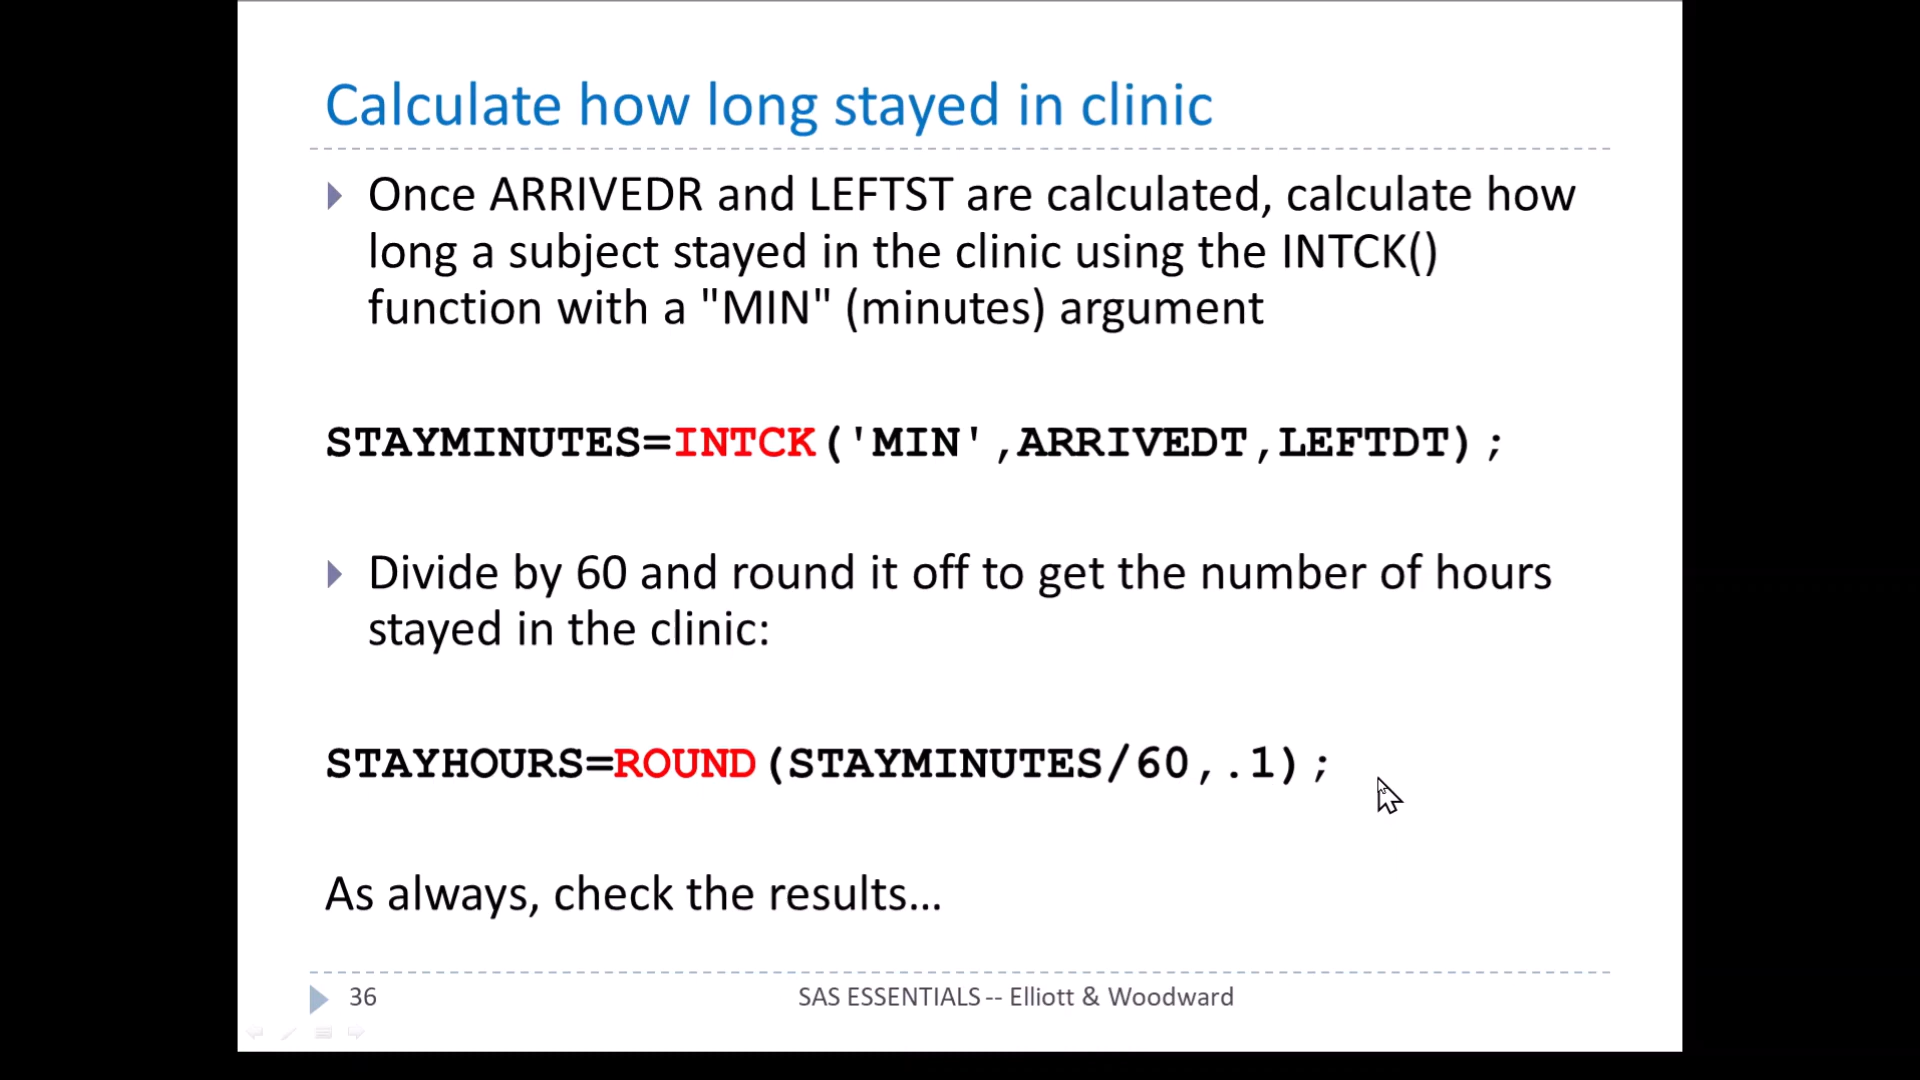 Calculate how long stayed in clinic
Once ARRIVEDR and LEFTST are calculated, calculate how
long a subject stayed in the clinic using the INTCK()
function with a "MIN" (minutes) argument
STAYMINUTES=INTCK('MIN',ARRIVEDT,LEFTDT);
Divide by 60 and round it off to get the number of hours
stayed in the clinic:
STAYHOURS=ROUND(STAYMINUTES/60,.1);
As always, check the results…
36
SAS ESSENTIALS -- Elliott & Woodward